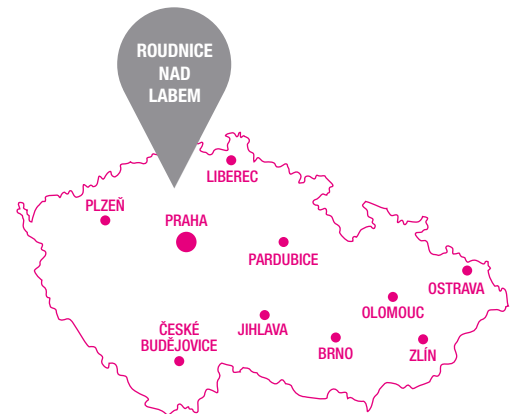 ROUDNICE
NAD
LABEM
LIBEREC
PLZEŇ
PRAHA
PARDUBICE
OSTRAVA
OLOMOUC
JIHLAVA
ČESKÉ
BUDĚJOVICE
BRNO
ZLÍN